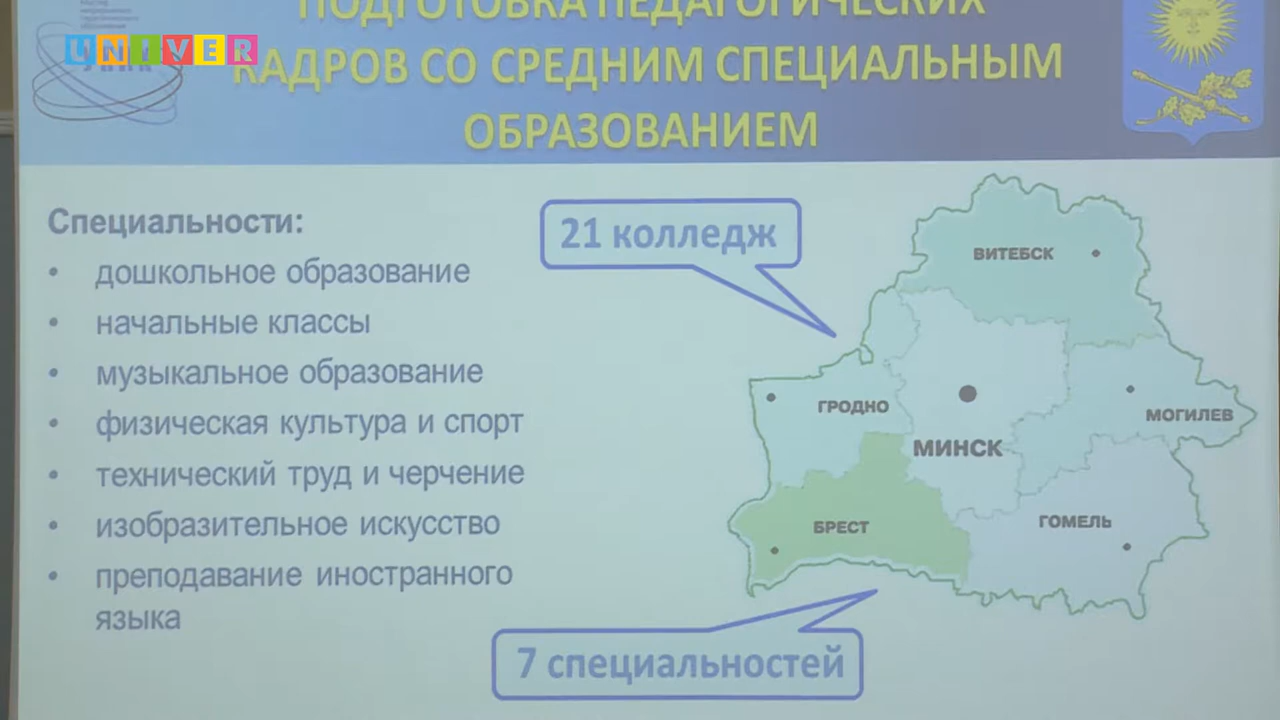 UNIVER
ПОДГОТОВКА ПЕДАГОГИЧЕСКИХ
КАДРОВ СО СРЕДНИМ СПЕЦИАЛЬНЫМ
ОБРАЗОВАНИЕМ
Специальности:
• дошкольное образование
• начальные классы
• музыкальное образование
• физическая культура и спорт
• технический труд и черчение
• изобразительное искусство
• преподавание иностранного
языка
21 колледж
ВИТЕБСК
ГРОДНО
МОГИЛЕВ
МИНСК
БРЕСТ
ГОМЕЛЬ
7 специальностей